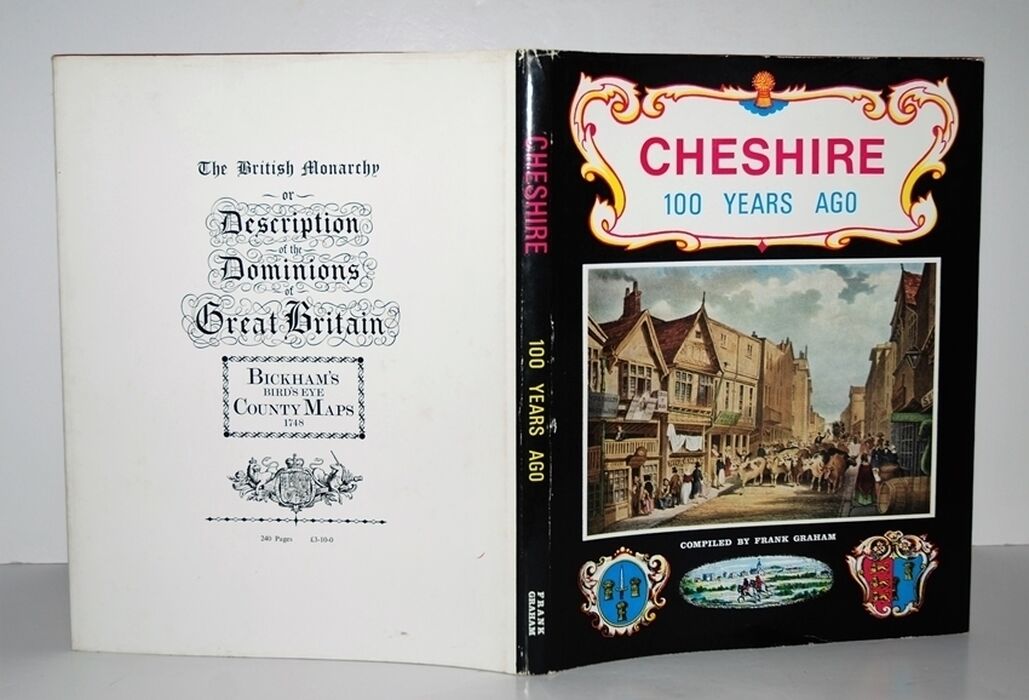 The British Monarchy
or
Description
of the
Dominions
of
Great Britain
BICKHAM'S
BIRD'S EYE
COUNTY MAPS
1748
240 Pages £3-10-0
CHESHIRE
100 YEARS AGO
FRANK
GRAHAM
CHESHIRE
100 YEARS AGO
COMPILED BY FRANK GRAHAM